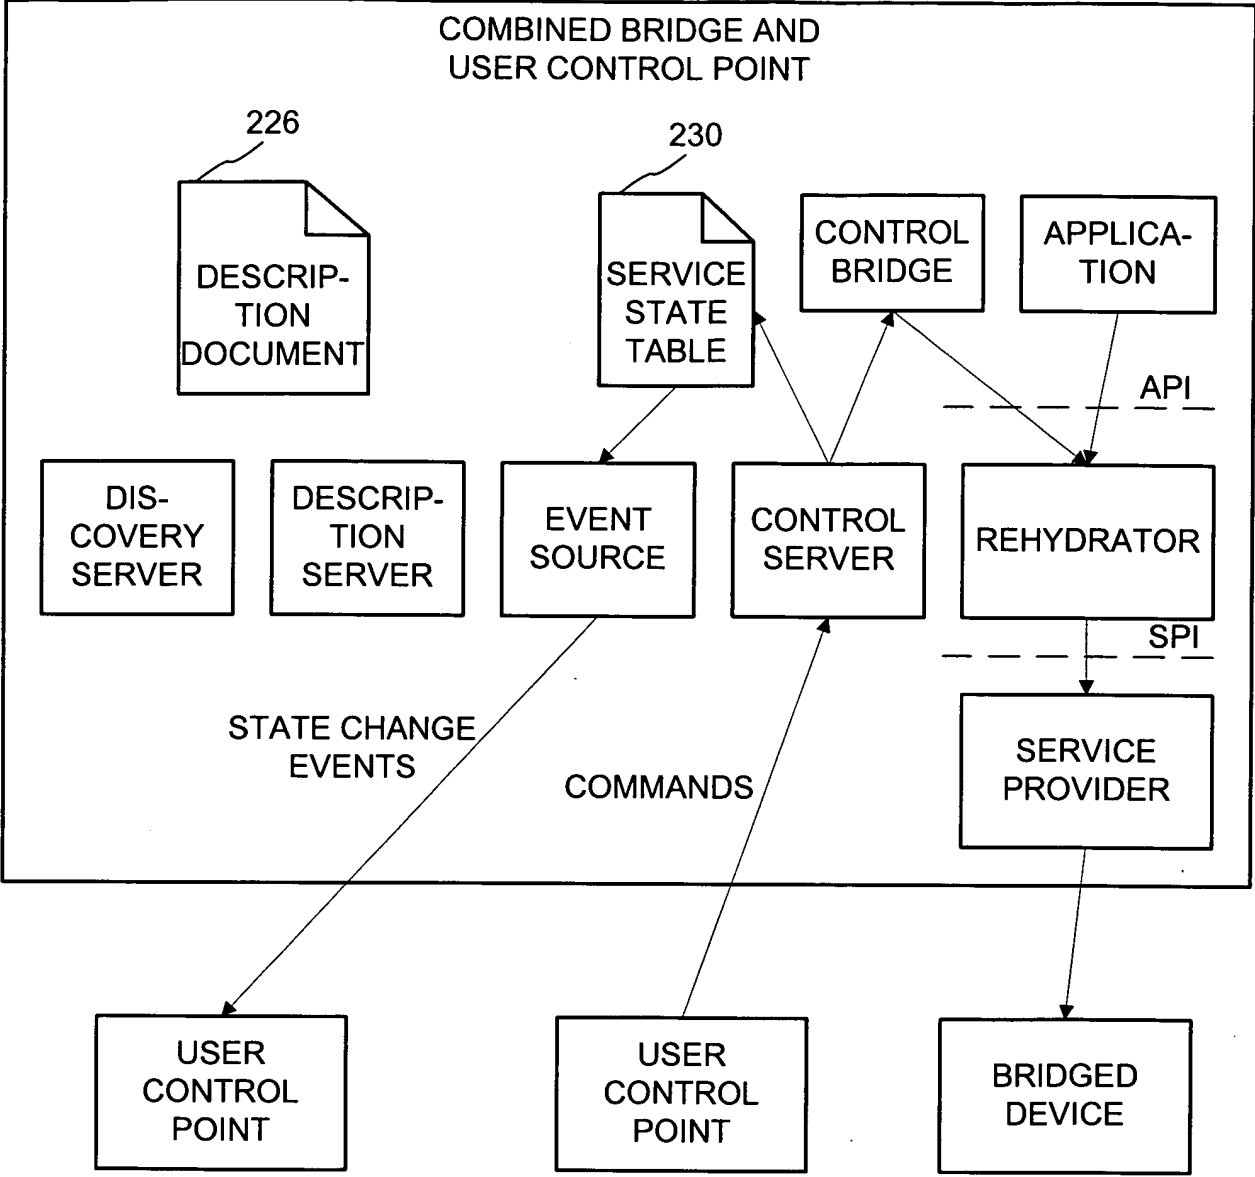 COMBINED BRIDGE AND
USER CONTROL POINT
226
230
DESCRIP-
TION
DOCUMENT
SERVICE
STATE
TABLE
CONTROL
BRIDGE
APPLICA-
TION
API
DIS-
COVERY
SERVER
DESCRIP-
TION
SERVER
EVENT
SOURCE
CONTROL
SERVER
REHYDRATOR
SPI
STATE CHANGE
EVENTS
COMMANDS
SERVICE
PROVIDER
USER
CONTROL
POINT
USER
CONTROL
POINT
BRIDGED
DEVICE